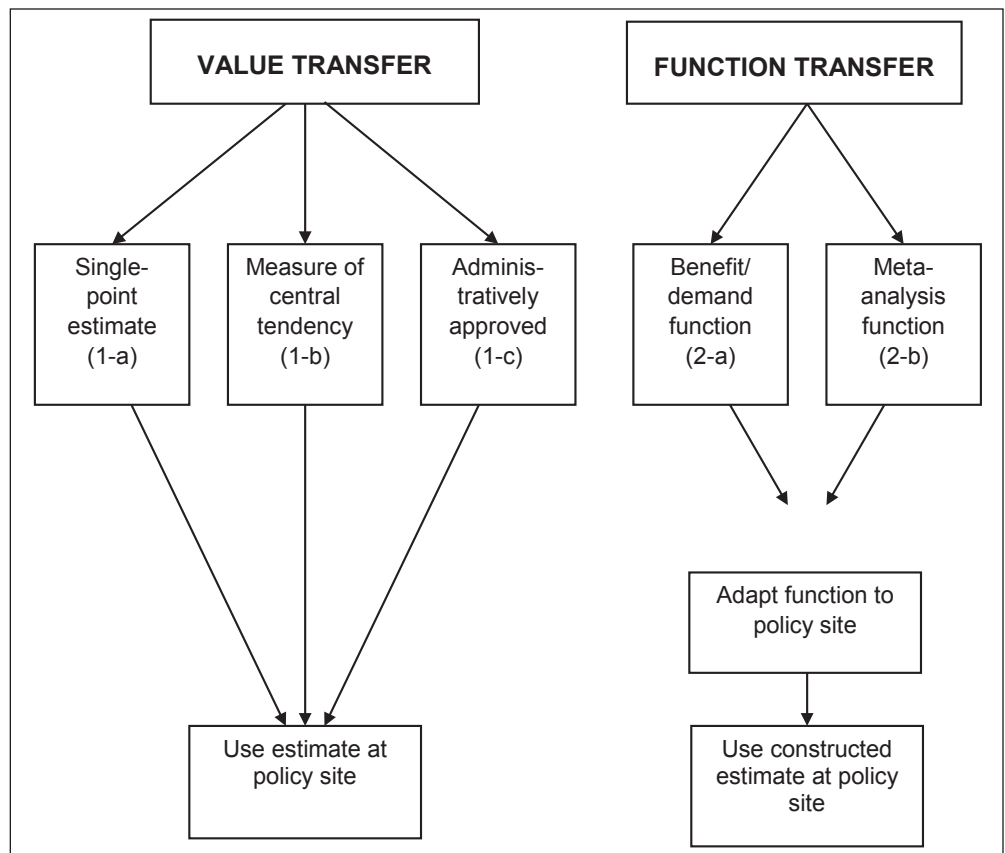 VALUE TRANSFER
FUNCTION TRANSFER
Single-
point
estimate
(1-a)
Measure of
central
tendency
(1-b)
Adminis-
tratively
approved
(1-c)
Benefit/
demand
function
(2-a)
Meta-
analysis
function
(2-b)
Adapt function to
policy site
Use estimate at
policy site
Use constructed
estimate at policy
site